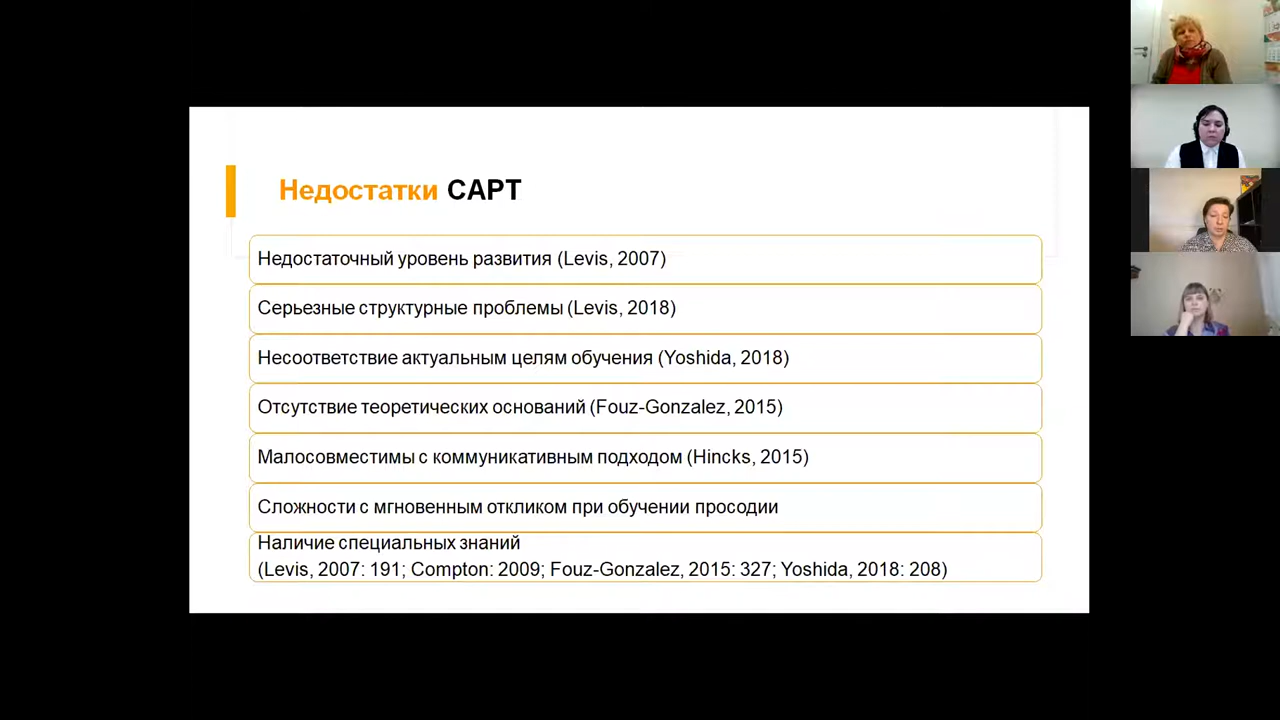 Недостатки CAPT
Недостаточный уровень развития (Levis, 2007)
Серьезные структурные проблемы (Levis, 2018)
Несоответствие актуальным целям обучения (Yoshida, 2018)
Отсутствие теоретических оснований (Fouz-Gonzalez, 2015)
Малосовместимы с коммуникативным подходом (Hincks, 2015)
Сложности с мгновенным откликом при обучении просодии
Наличие специальных знаний
(Levis, 2007: 191; Compton: 2009; Fouz-Gonzalez, 2015: 327; Yoshida, 2018: 208)